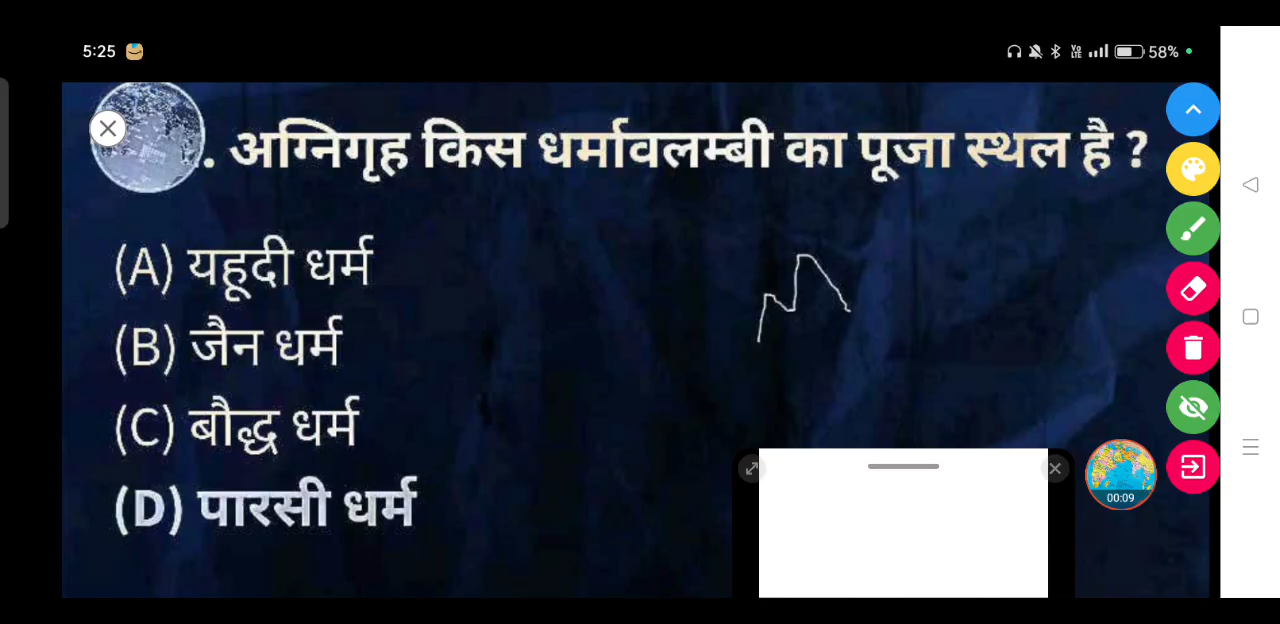 5:25
58%
. अग्निगृह किस धर्मावलम्बी का पूजा स्थल है ?
(A) यहूदी धर्म
(B) जैन धर्म
(C) बौद्ध धर्म
(D) पारसी धर्म
00:09